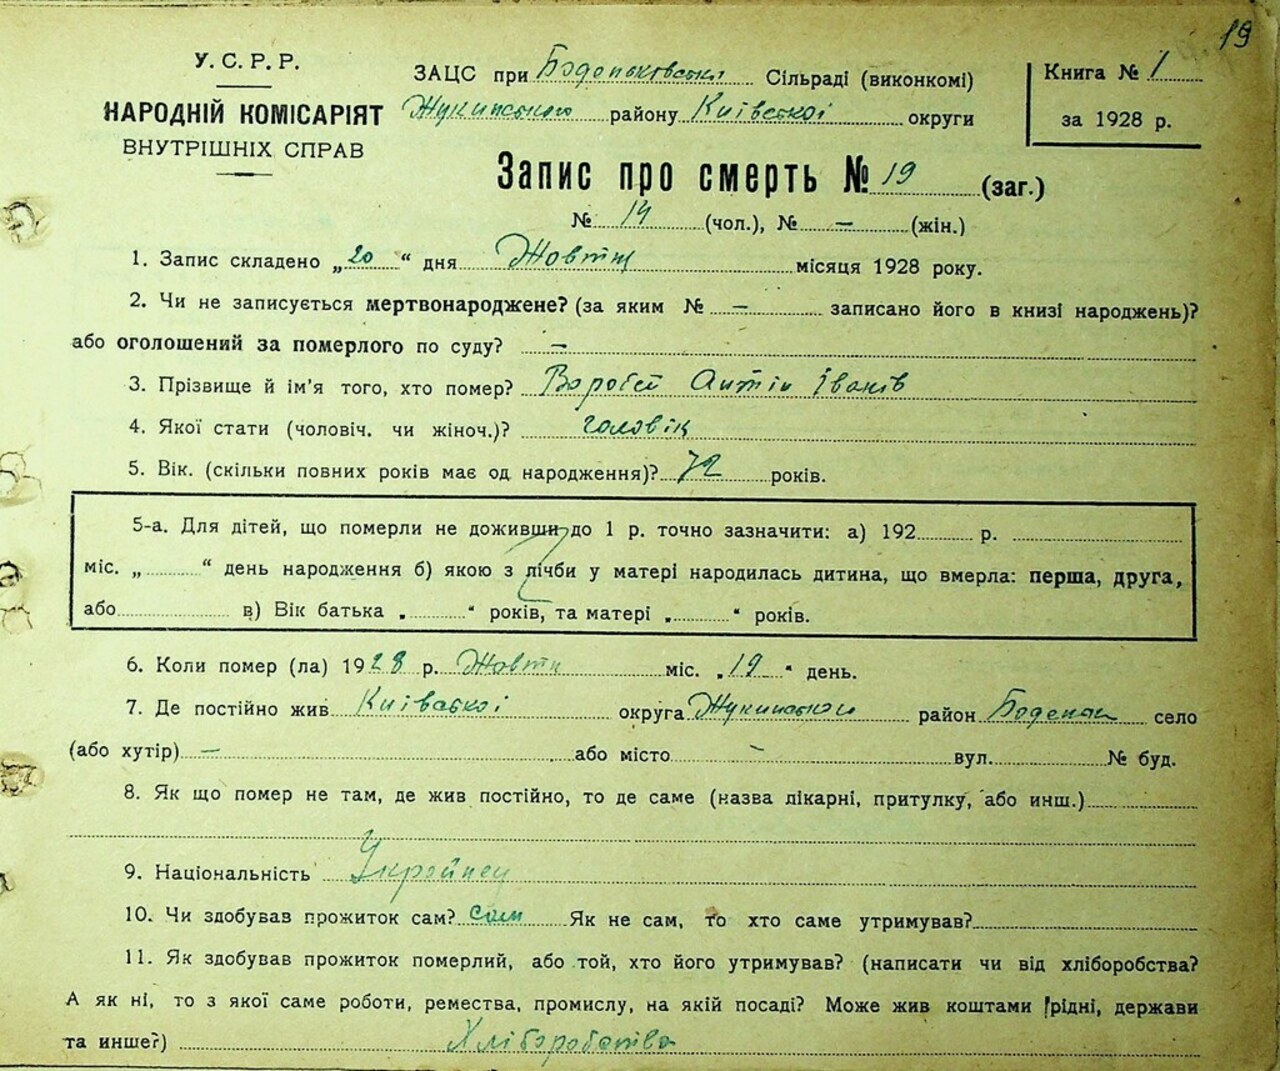 19
У. С. Р. Р.
НАРОДНІЙ КОМІСАРІЯТ
ВНУТРІШНІХ СПРАВ
ЗАЦС при Боденьківській Сільраді (виконкомі)
Жукинського району Київської округи
Книга № 1
за 1928 р.
Запис про смерть № 19 (заг.)
№ 14 (чол.), № — (жін.)
1. Запис складено „20“ дня Жовтня місяця 1928 року.
2. Чи не записується мертвонароджене? (за яким № — записано його в книзі народжень)?
або оголошений за померлого по суду? —
3. Прізвище й ім'я того, хто помер? Воробей Антін Іванів
4. Якої статі (чоловіч. чи жіноч.)? чоловік
5. Вік. (скільки повних років має од народження)? 72 років.
5-а. Для дітей, що померли не доживши до 1 р. точно зазначити: а) 192 р.
міс. „ “ день народження б) якою з лічби у матері народилась дитина, що вмерла: перша, друга,
або в) Вік батька „ “ років, та матері „ “ років.
6. Коли помер (ла) 1928 р. Жовтн міс. „19“ день.
7. Де постійно жив Київської округа Жукинського район село
(або хутір) — або місто — вул. № буд.
8. Як що помер не там, де жив постійно, то де саме (назва лікарні, притулку, або инш.)
9. Національність Українец
10. Чи здобував прожиток сам? сам Як не сам, то хто саме утримував?
11. Як здобував прожиток померлий, або той, хто його утримував? (написати чи від хліборобства?
А як ні, то з якої саме роботи, ремества, промислу, на якій посаді? Може жив коштами рідні, держави
та инше?) Хліборобство